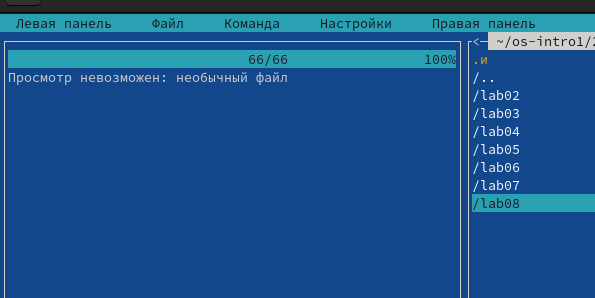 Левая панель Файл Команда Настройки Правая панель
66/66 100%
Просмотр невозможен: необычный файл
<─ ~/os-intro1/2
.и
/..
/lab02
/lab03
/lab04
/lab05
/lab06
/lab07
/lab08